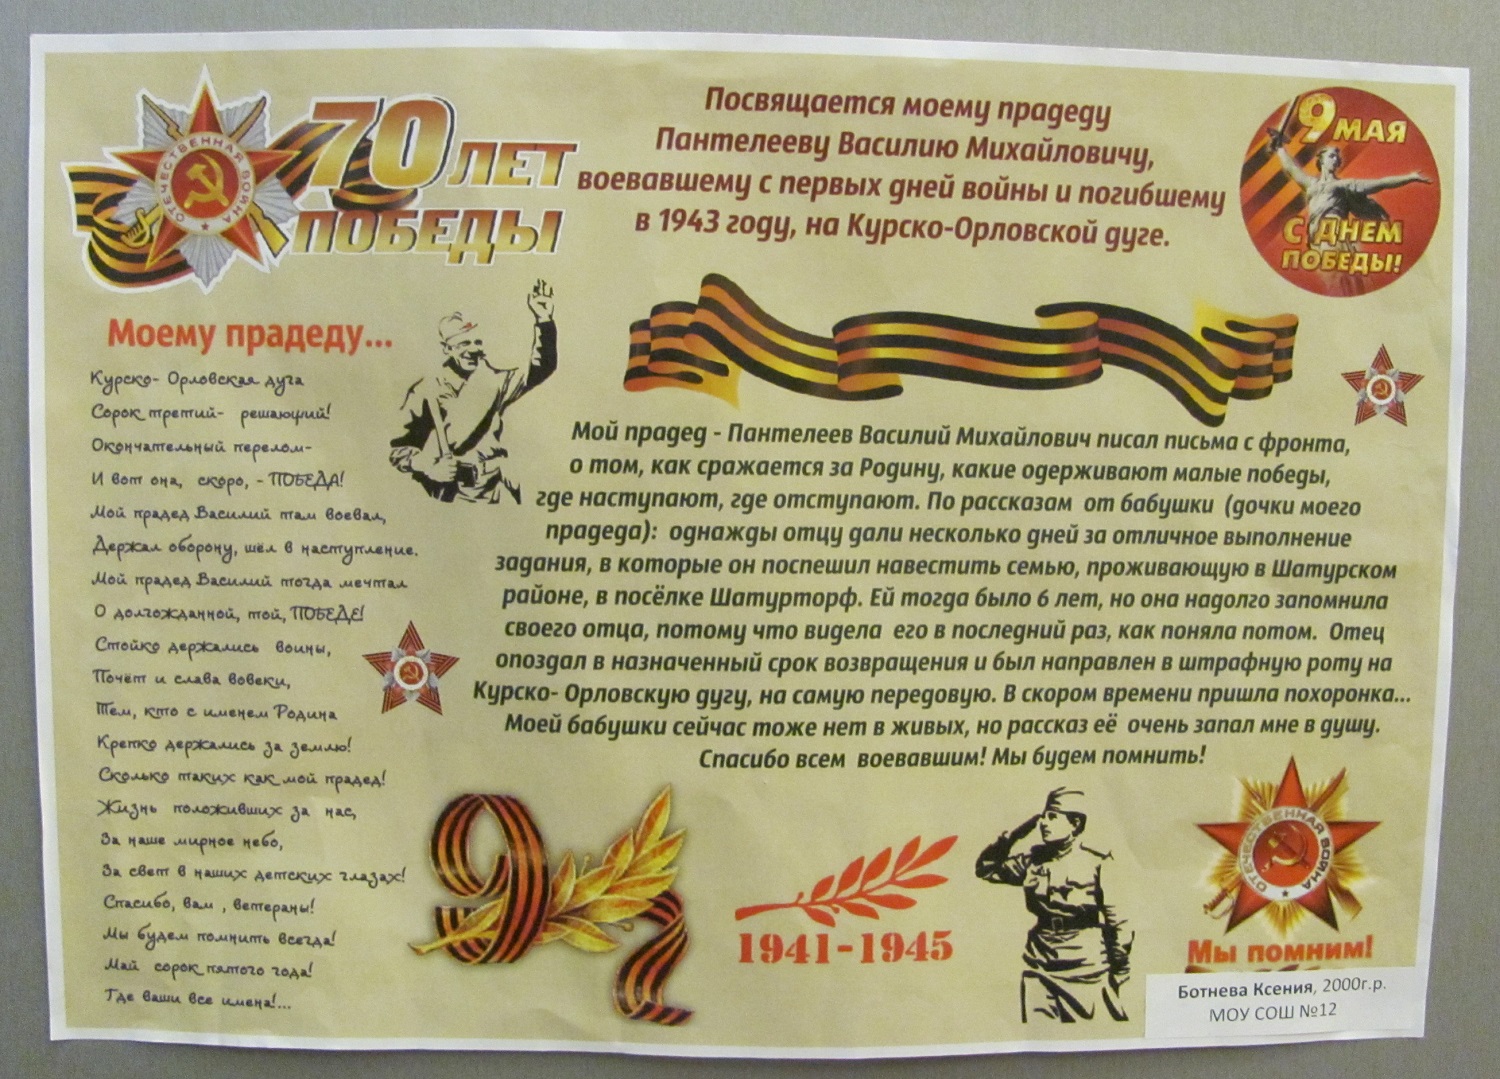 70 ЛЕТ
ПОБЕДЫ
ОТЕЧЕСТВЕННАЯ ВОЙНА
Посвящается моему прадеду
Пантелееву Василию Михайловичу,
воевавшему с первых дней войны и погибшему
в 1943 году, на Курско-Орловской дуге.
9 МАЯ
С ДНЕМ
ПОБЕДЫ!
Моему прадеду...
Курско- Орловская дуга
Сорок третий- решающий!
Окончательный перелом-
И вот она, скоро, - ПОБЕДА!
Мой прадед Василий там воевал,
Держал оборону, шёл в наступление.
Мой прадед Василий тогда мечтал
О долгожданной, той, ПОБЕДЕ!
Стойко держались воины,
Почёт и слава вовеки,
Тем, кто с именем Родина
Крепко держались за землю!
Сколько таких как мой прадед!
Жизнь положивших за нас,
За наше мирное небо,
За свет в наших детских глазах!
Спасибо, вам , ветераны!
Мы будем помнить всегда!
Май сорок пятого года!
Где ваши все имена!...
Мой прадед - Пантелеев Василий Михайлович писал письма с фронта,
о том, как сражается за Родину, какие одерживают малые победы,
где наступают, где отступают. По рассказам от бабушки (дочки моего
прадеда): однажды отцу дали несколько дней за отличное выполнение
задания, в которые он поспешил навестить семью, проживающую в Шатурском
районе, в посёлке Шатурторф. Ей тогда было 6 лет, но она надолго запомнила
своего отца, потому что видела его в последний раз, как поняла потом. Отец
опоздал в назначенный срок возвращения и был направлен в штрафную роту на
Курско- Орловскую дугу, на самую передовую. В скором времени пришла похоронка...
Моей бабушки сейчас тоже нет в живых, но рассказ её очень запал мне в душу.
Спасибо всем воевавшим! Мы будем помнить!
9
1941-1945
ОТЕЧЕСТВЕННАЯ ВОЙНА
Мы помним!
Ботнева Ксения, 2000г.р.
МОУ СОШ №12